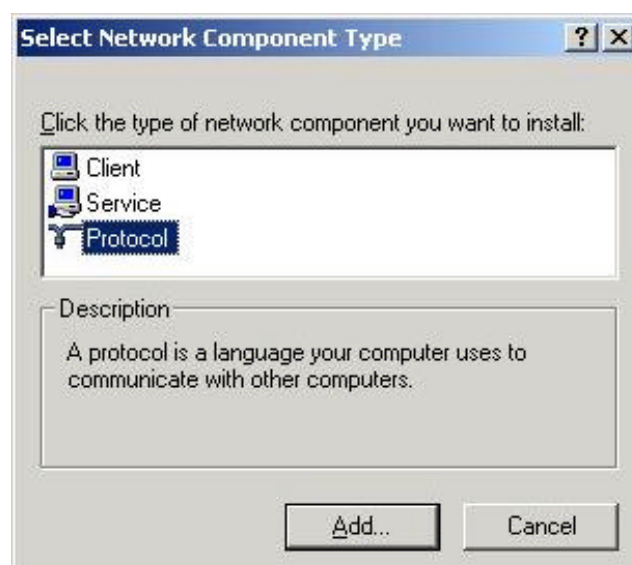 Select Network Component Type
Click the type of network component you want to install:
Client
Service
Protocol
Description
A protocol is a language your computer uses to
communicate with other computers.
Add... Cancel